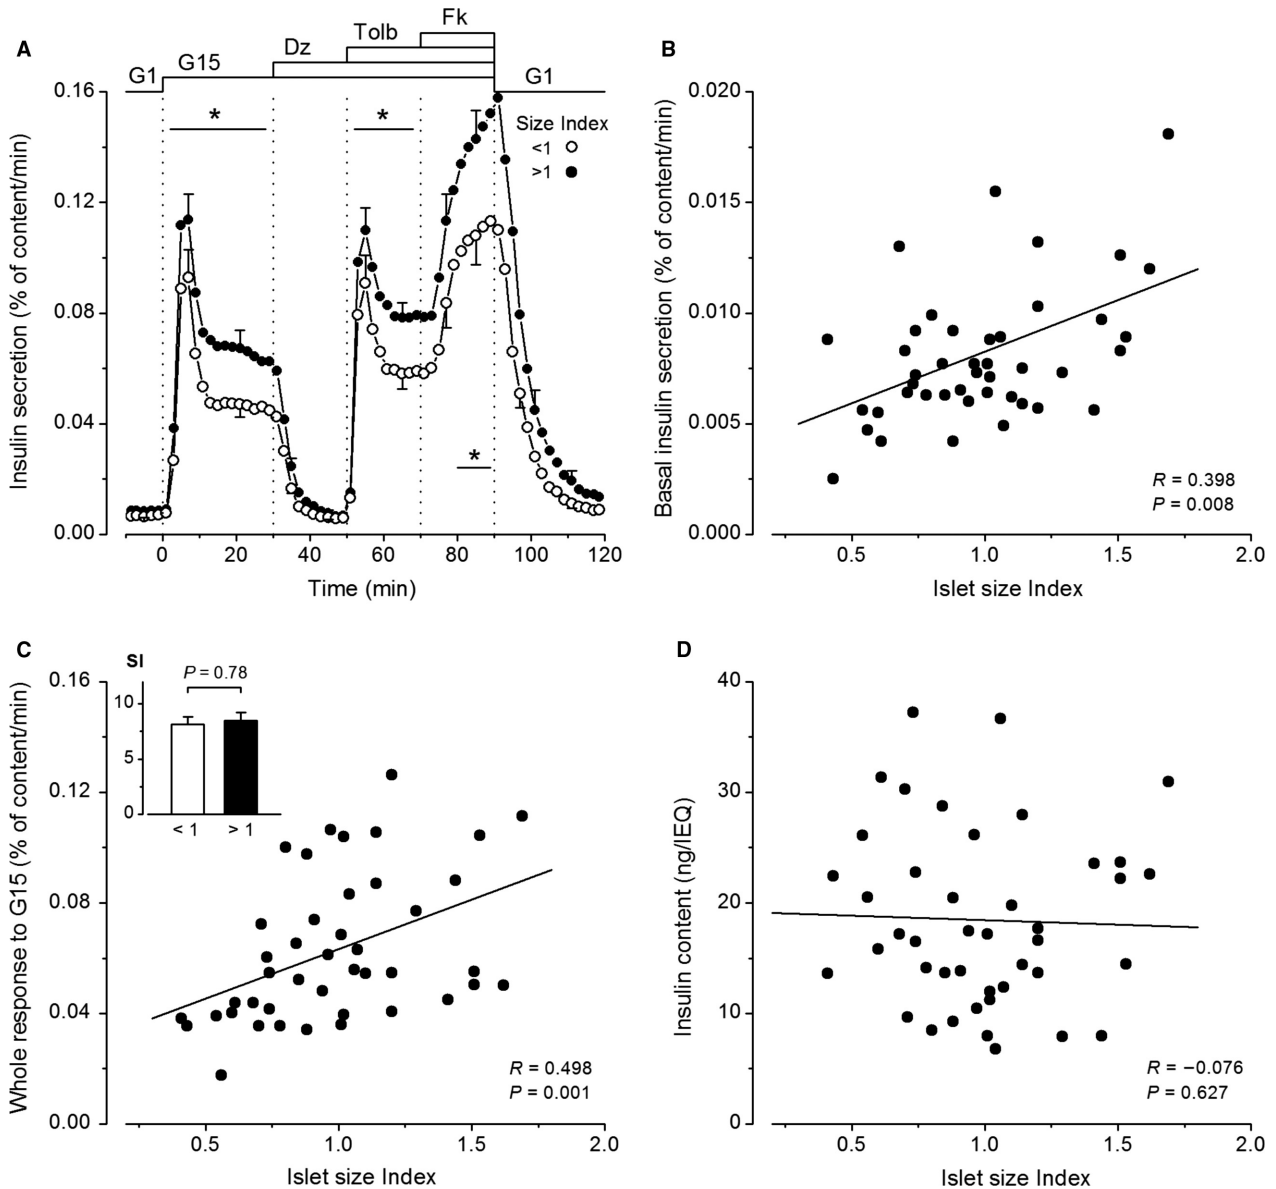 A
G1
G15
Dz
Tolb
Fk
G1
0.16
0.12
0.08
0.04
0.00
*
*
*
Size Index
<1
>1
Insulin secretion (% of content/min)
0
20
40
60
80
100
120
Time (min)
B
0.020
0.015
0.010
0.005
0.000
Basal insulin secretion (% of content/min)
R = 0.398
P = 0.008
0.5
1.0
1.5
2.0
Islet size Index
C
0.16
0.12
0.08
0.04
0.00
Whole response to G15 (% of content/min)
SI
P = 0.78
10
5
0
< 1
> 1
R = 0.498
P = 0.001
0.5
1.0
1.5
2.0
Islet size Index
D
40
30
20
10
0
Insulin content (ng/IEQ)
R = −0.076
P = 0.627
0.5
1.0
1.5
2.0
Islet size Index